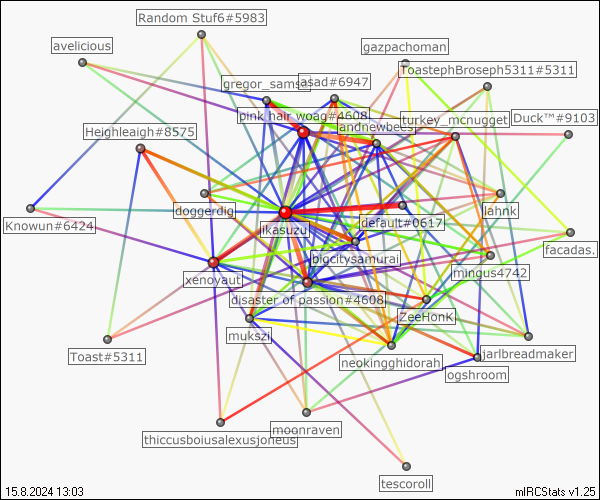 Random Stuf6#5983
avelicious
gazpachoman
ToastephBroseph5311#5311
gregor_samsa
asad#6947
pink hair woag#4608
turkey_mcnugget
Duck™#9103
andnewbees
Heighleaigh#8575
doggerdig
lahnk
Knowun#6424
jikasuzu
default#0617
facadas.
bigcitysamurai
mingus4742
xenoyaut
disaster of passion#4608
ZeeHonK
mukszi
Toast#5311
neokingghidorah
jarlbreadmaker
ogshroom
moonraven
thiccusboiusalexusjoneus
tescoroll
15.8.2024 13:03
mIRCStats v1.25